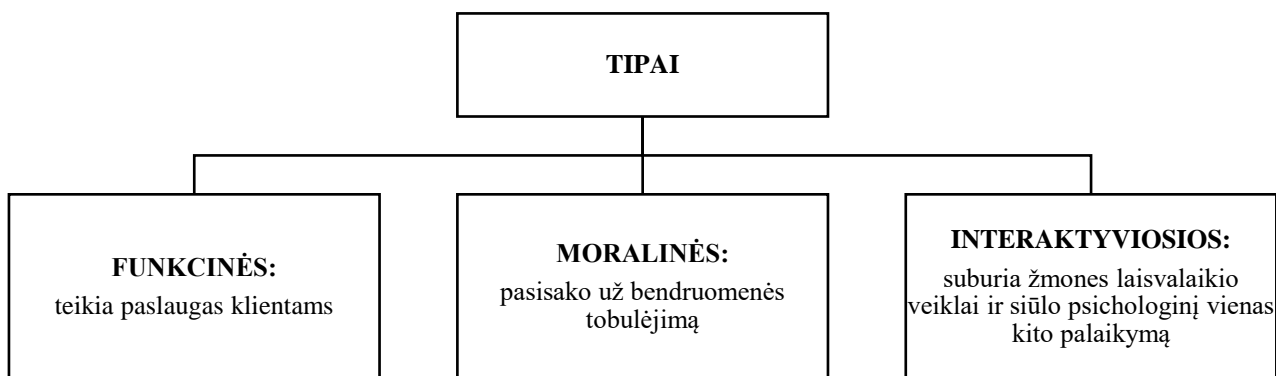 TIPAI
FUNKCINĖS:
teikia paslaugas klientams
MORALINĖS:
pasisako už bendruomenės
tobulėjimą
INTERAKTYVIOSIOS:
suburia žmones laisvalaikio
veiklai ir siūlo psichologinį vienas
kito palaikymą